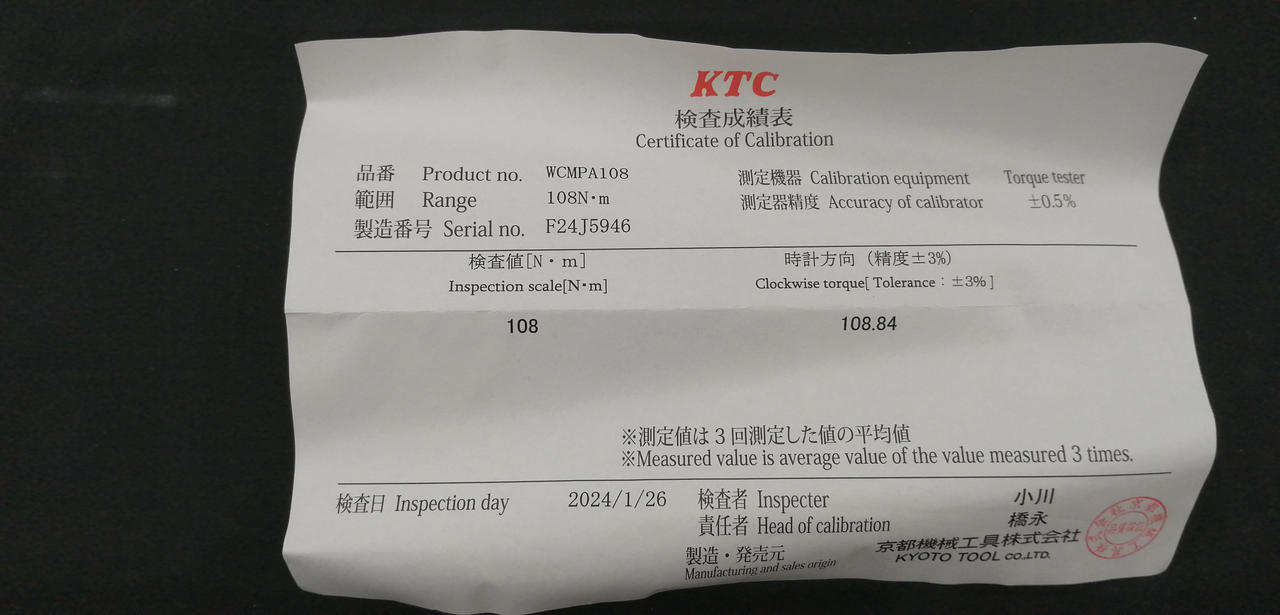 KTC
検査成績表
Certificate of Calibration
品番 Product no. WCMPA108
範囲 Range 108N・m
製造番号 Serial no. F24J5946
測定機器 Calibration equipment Torque tester
測定器精度 Accuracy of calibrator ±0.5%
検査値[N・m] 時計方向 (精度±3%)
Inspection scale[N・m] Clockwise torque[ Tolerance : ±3% ]
108 108.84
※測定値は3回測定した値の平均値
※Measured value is average value of the value measured 3 times.
検査日 Inspection day 2024/1/26
検査者 Inspecter 小川
責任者 Head of calibration 橋永
製造・発売元 京都機械工具株式会社
Manufacturing and sales origin KYOTO TOOL CO.,LTD.